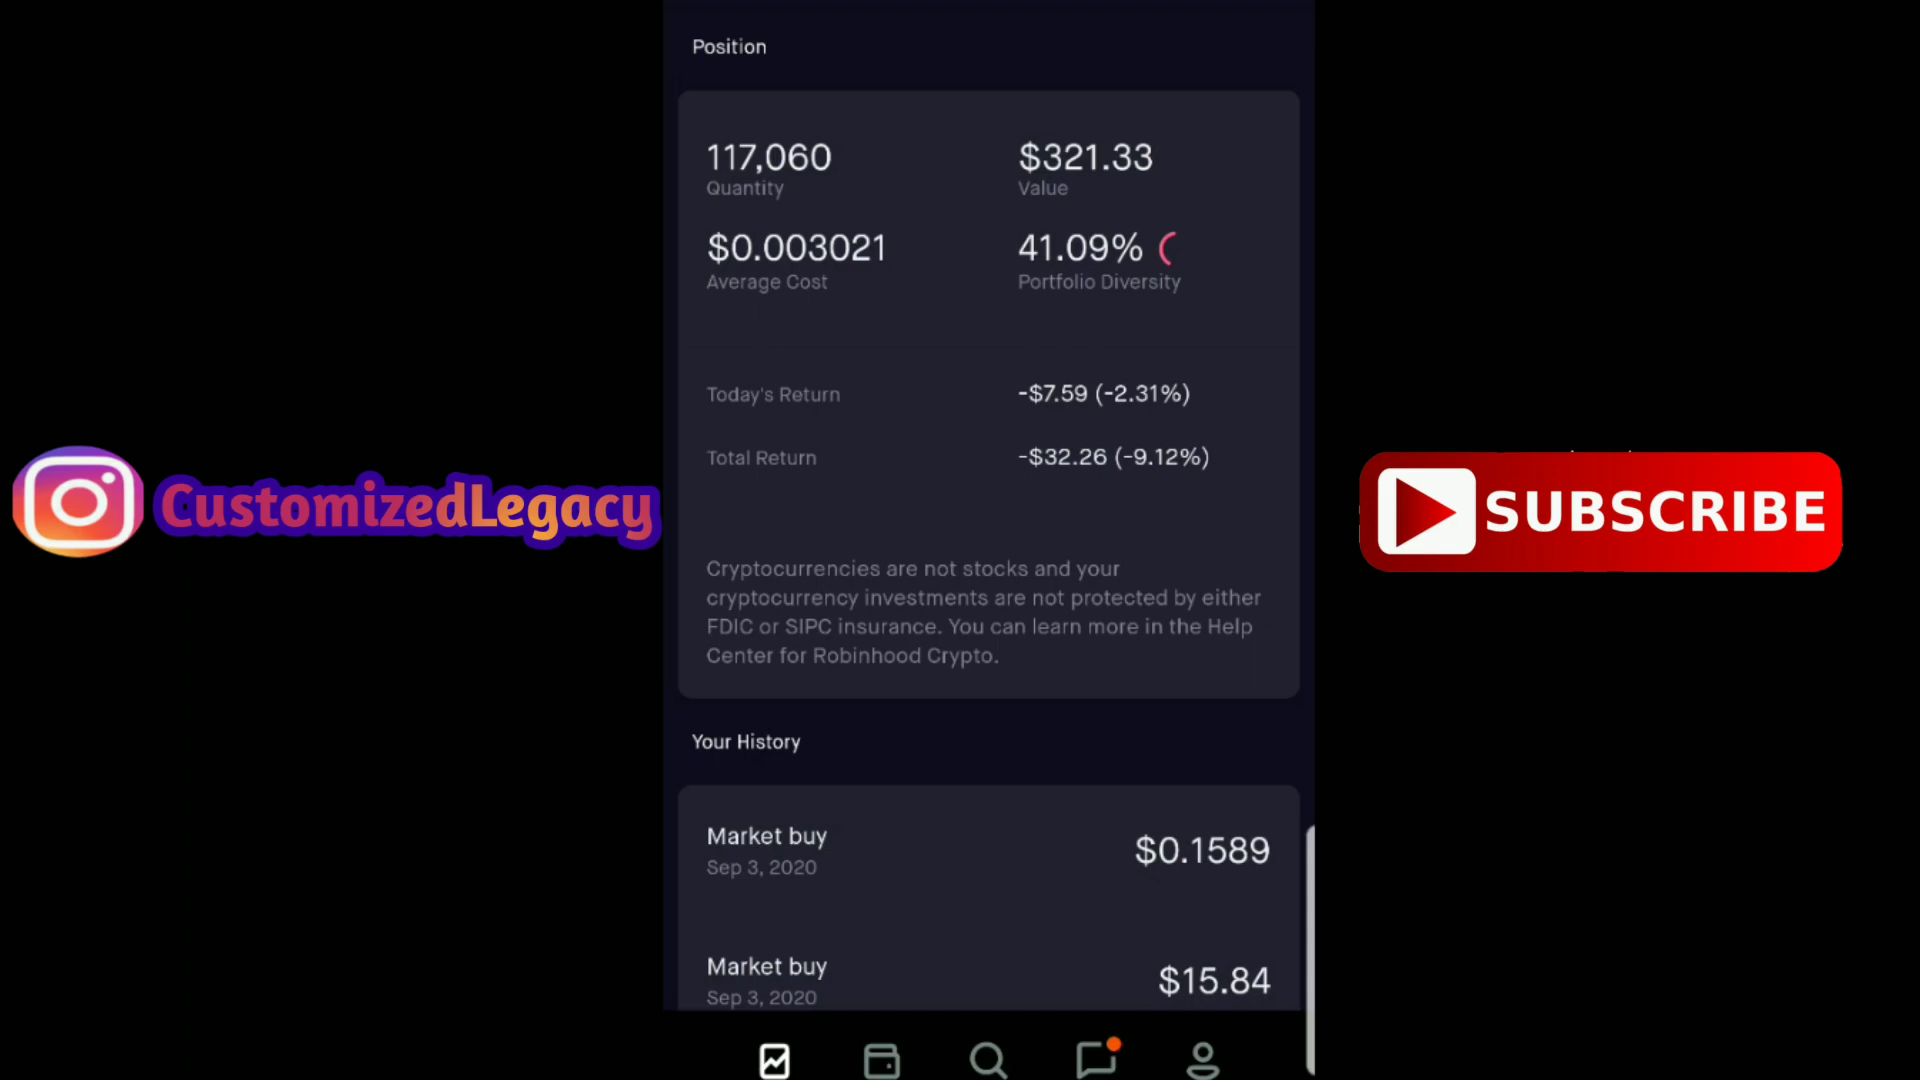 Position
117,060
Quantity
$321.33
Value
$0.003021
Average Cost
41.09%
Portfolio Diversity
Today's Return
-$7.59 (-2.31%)
Total Return
-$32.26 (-9.12%)
CustomizedLegacy
SUBSCRIBE
Cryptocurrencies are not stocks and your
cryptocurrency investments are not protected by either
FDIC or SIPC insurance. You can learn more in the Help
Center for Robinhood Crypto.
Your History
Market buy
$0.1589
Sep 3, 2020
Market buy
$15.84
Sep 3, 2020